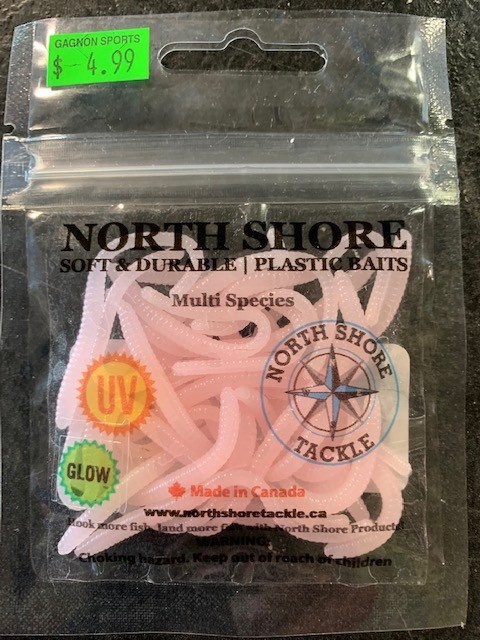 GAGNON SPORTS
$- 4.99
NORTH SHORE
SOFT & DURABLE | PLASTIC BAITS
Multi Species
NORTH SHORE
TACKLE
UV
GLOW
Made in Canada
www.northshoretackle.ca
Hook more fish, land more fish with North Shore Products!
WARNING:
Choking hazard. Keep out of reach of children